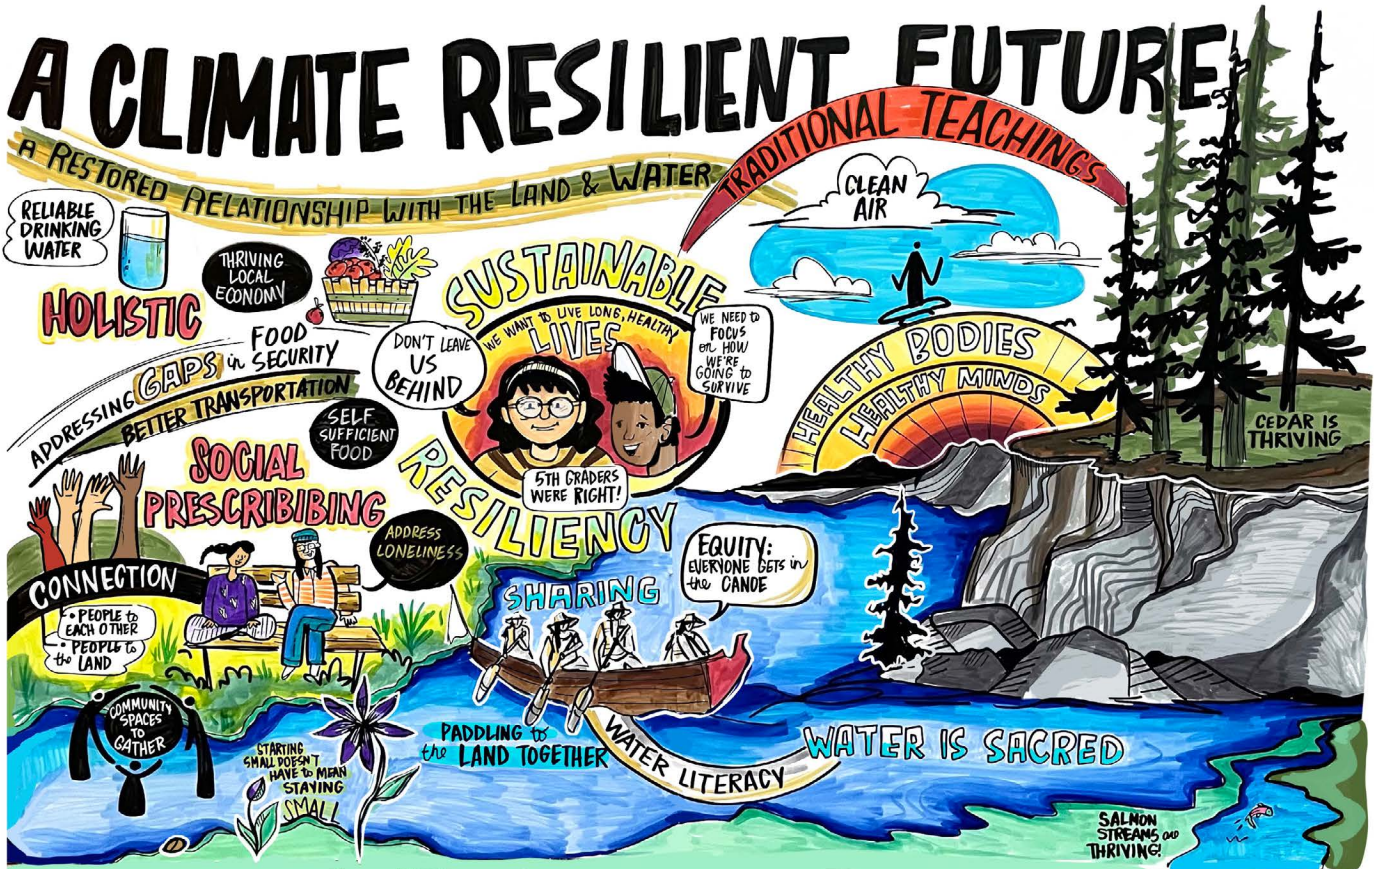 A CLIMATE RESILIENT FUTURE
A RESTORED RELATIONSHIP WITH THE LAND & WATER
TRADITIONAL TEACHINGS
CLEAN
AIR
RELIABLE
DRINKING
WATER
THRIVING
LOCAL
ECONOMY
HOLISTIC
ADDRESSING GAPS in FOOD
SECURITY
BETTER TRANSPORTATION
SELF
SUFFICIENT
FOOD
SUSTAINABLE
LIVES
WE WANT to LIVE LONG, HEALTHY
DON'T LEAVE
US
BEHIND
WE NEED to
FOCUS
on HOW
WE'RE
GOING to
SURVIVE
5TH GRADERS
WERE RIGHT!
RESILIENCY
HEALTHY BODIES
HEALTHY MINDS
CEDAR IS
THRIVING
SOCIAL
PRESCRIBIBING
ADDRESS
LONELINESS
CONNECTION
• PEOPLE to
EACH OTHER
• PEOPLE to
the LAND
COMMUNITY
SPACES
TO
GATHER
STARTING
SMALL DOESN'T
HAVE to MEAN
STAYING
SMALL
SHARING
EQUITY:
EVERYONE GETS in
the CANOE
PADDLING to
the LAND TOGETHER
WATER LITERACY
WATER IS SACRED
SALMON
STREAMS are
THRIVING!